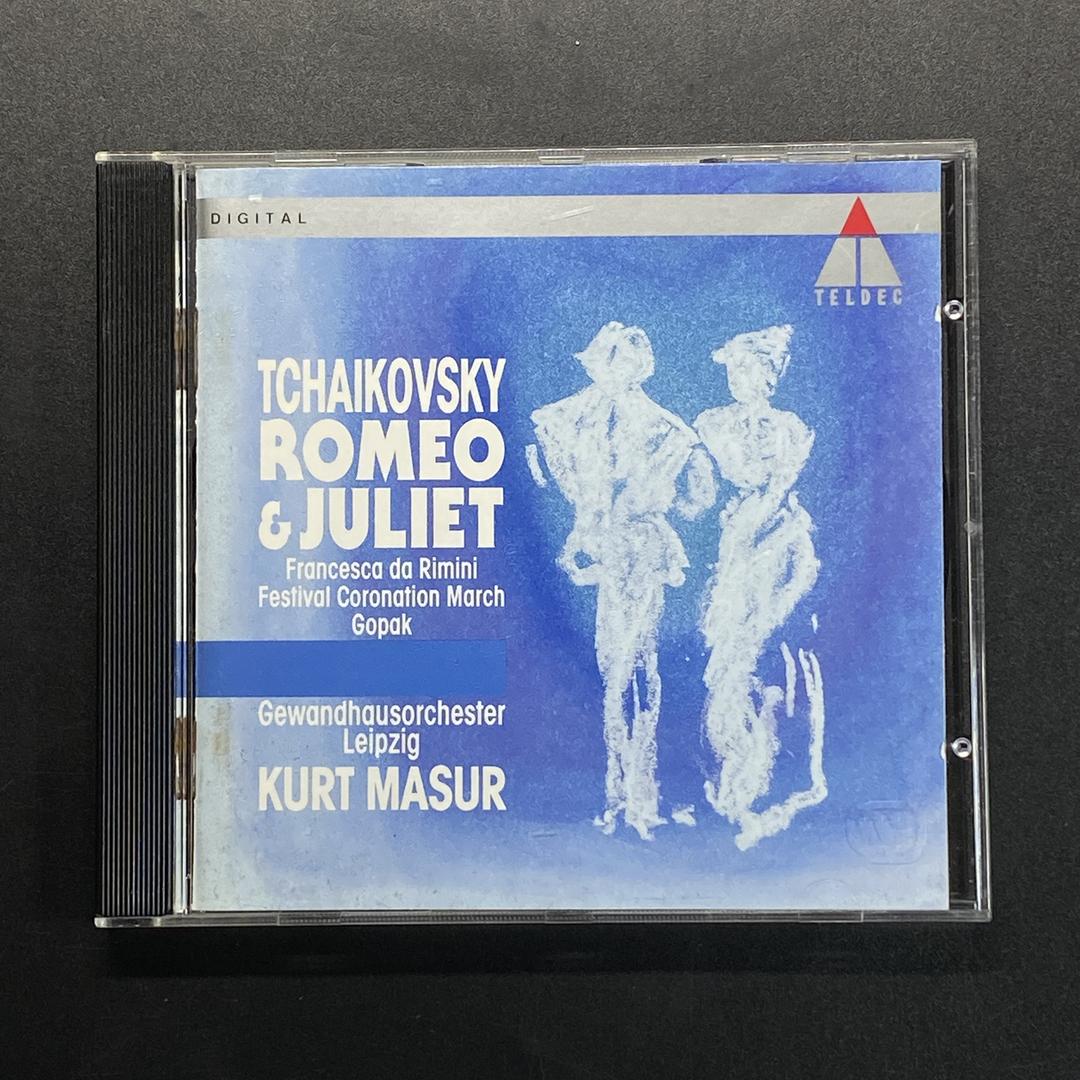 DIGITAL
TELDEC
TCHAIKOVSKY
ROMEO
& JULIET
Francesca da Rimini
Festival Coronation March
Gopak
Gewandhausorchester
Leipzig
KURT MASUR